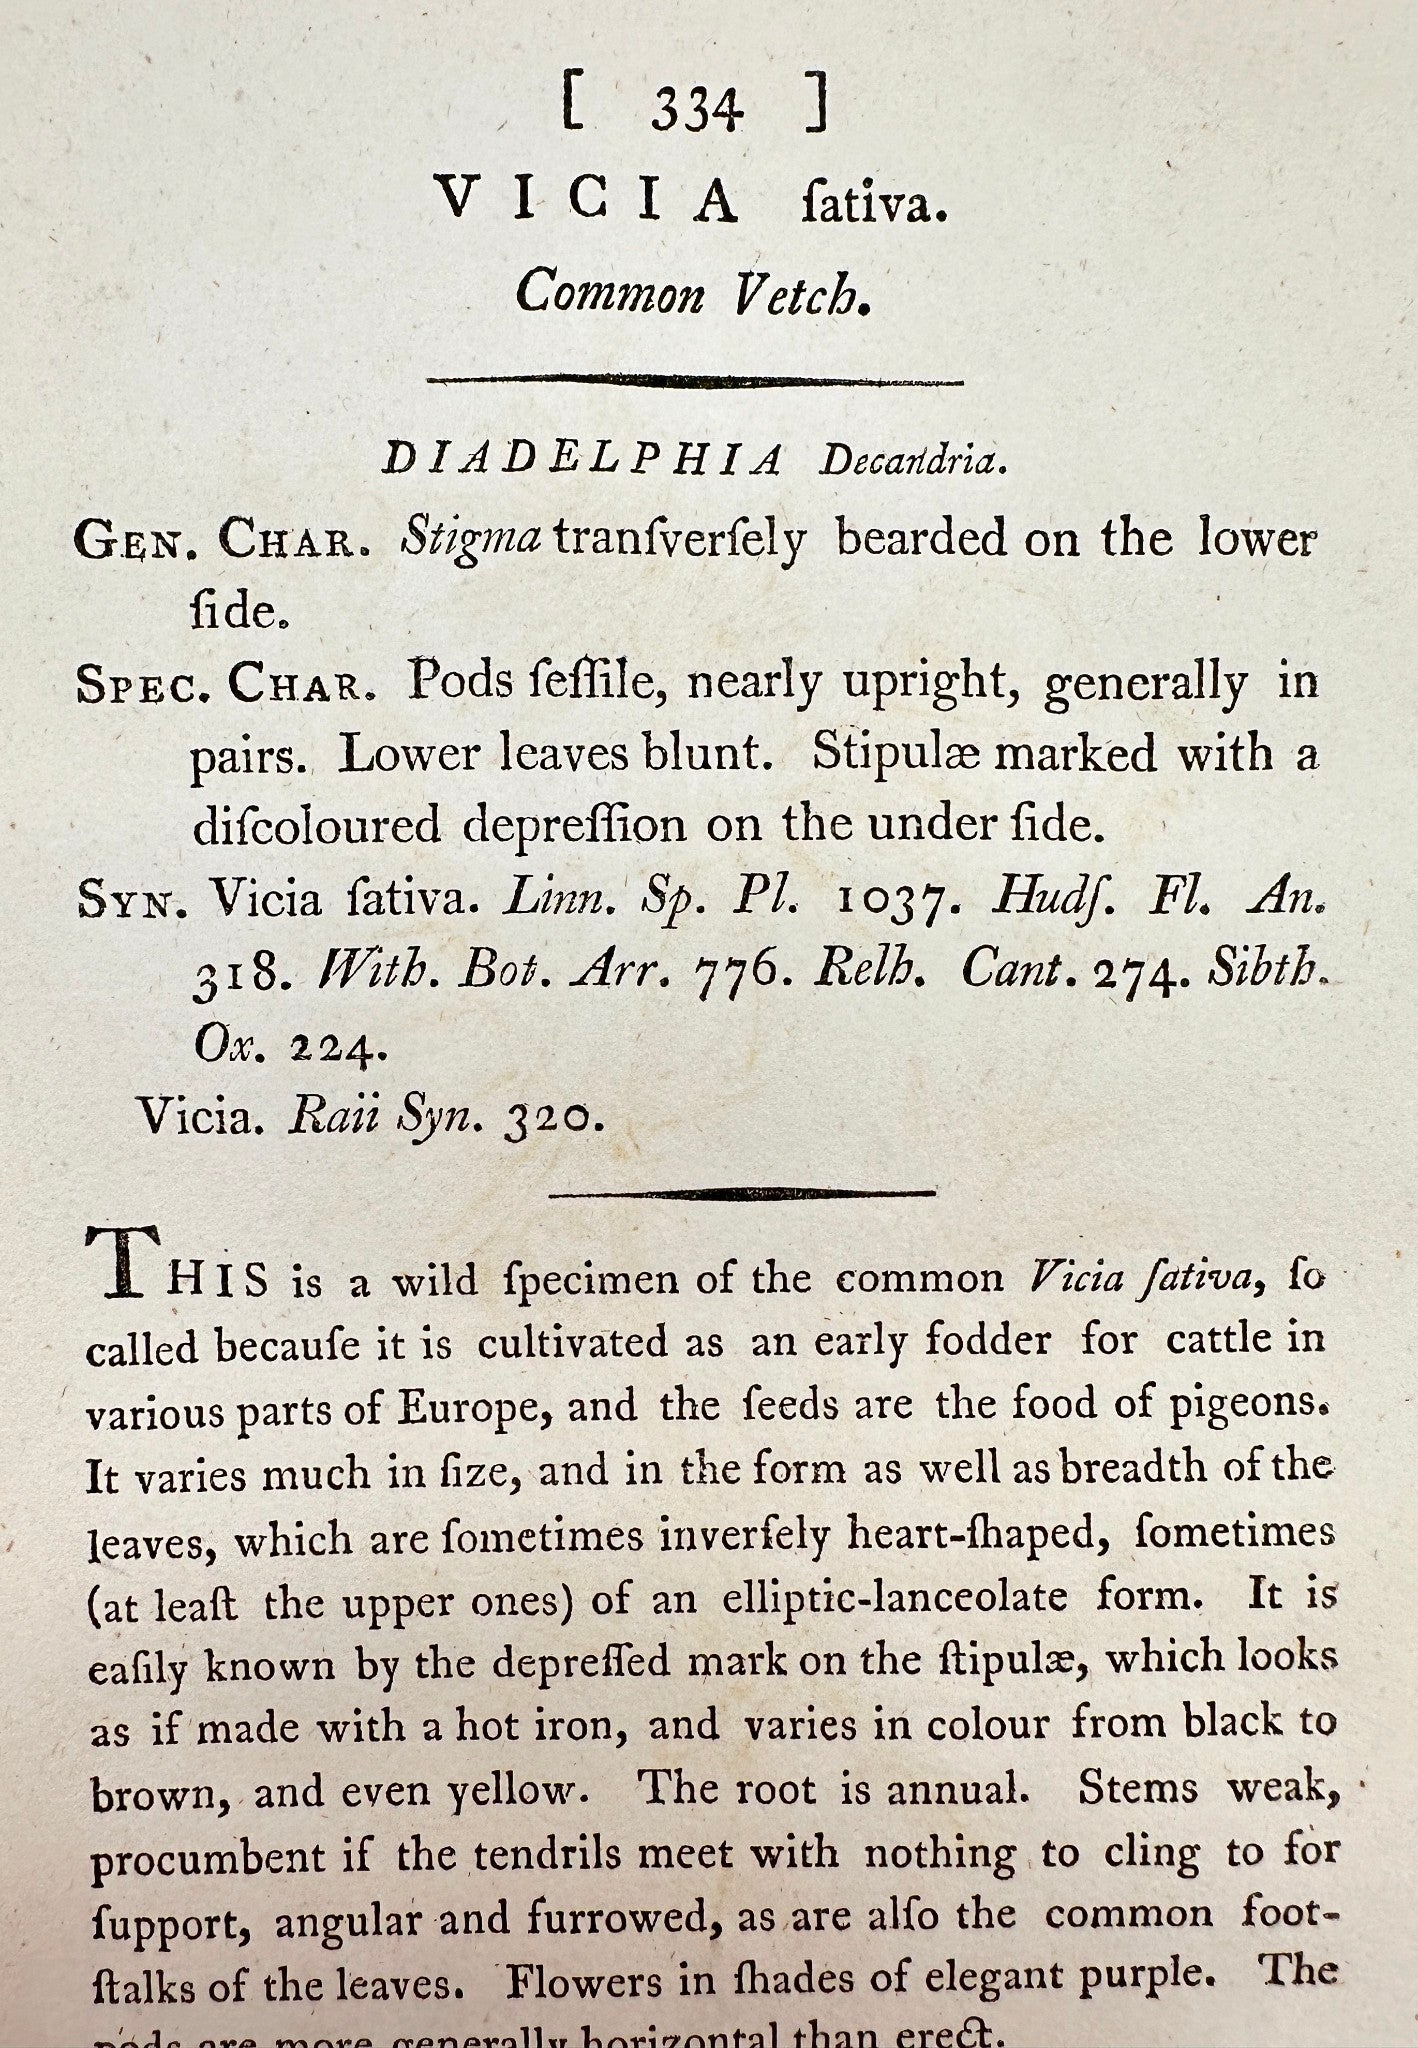 [ 334 ]
VICIA ſativa.
Common Vetch.
DIADELPHIA Decandria.
GEN. CHAR. Stigma tranſverſely bearded on the lower
ſide.
SPEC. CHAR. Pods ſeſſile, nearly upright, generally in
pairs. Lower leaves blunt. Stipulæ marked with a
diſcoloured depreſſion on the under ſide.
SYN. Vicia ſativa. Linn. Sp. Pl. 1037. Hudſ. Fl. An.
318. With. Bot. Arr. 776. Relh. Cant. 274. Sibth.
Ox. 224.
Vicia. Raii Syn. 320.
THIS is a wild ſpecimen of the common Vicia ſativa, ſo
called becauſe it is cultivated as an early fodder for cattle in
various parts of Europe, and the ſeeds are the food of pigeons.
It varies much in ſize, and in the form as well as breadth of the
leaves, which are ſometimes inverſely heart-ſhaped, ſometimes
(at leaſt the upper ones) of an elliptic-lanceolate form. It is
eaſily known by the depreſſed mark on the ſtipulæ, which looks
as if made with a hot iron, and varies in colour from black to
brown, and even yellow. The root is annual. Stems weak,
procumbent if the tendrils meet with nothing to cling to for
ſupport, angular and furrowed, as are alſo the common foot-
ſtalks of the leaves. Flowers in ſhades of elegant purple. The
pods are more generally horizontal than erect.